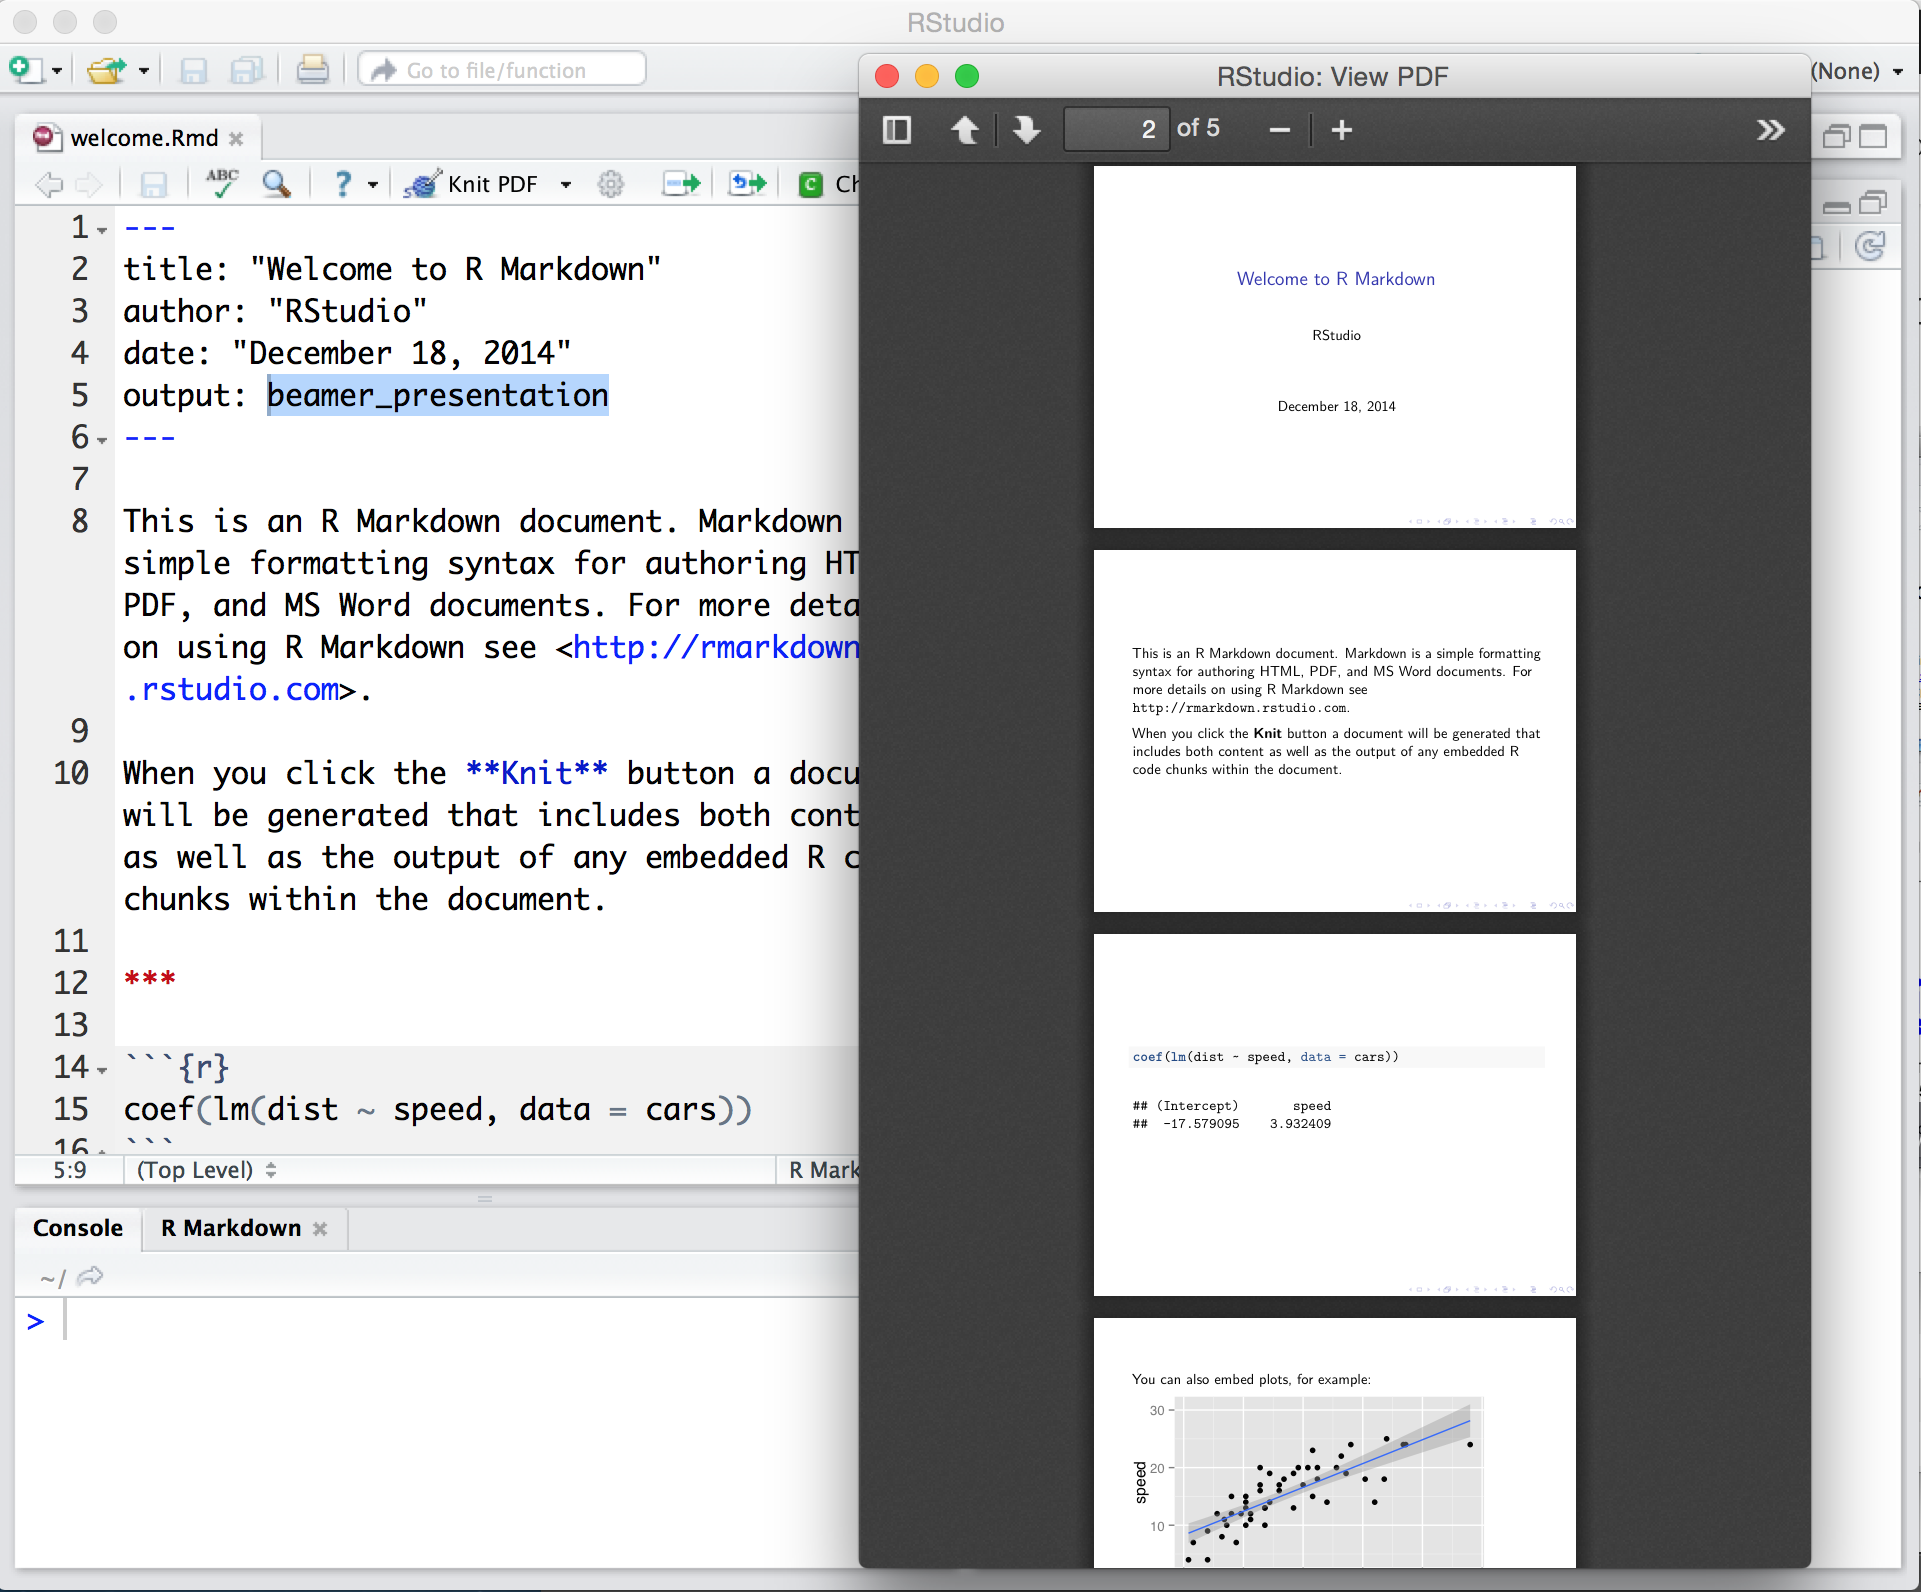 RStudio
Go to file/function
(None)
welcome.Rmd
ABC
? Knit PDF
C
1 ---
2 title: "Welcome to R Markdown"
3 author: "RStudio"
4 date: "December 18, 2014"
5 output: beamer_presentation
6 ---
7
8 This is an R Markdown document. Markdown
simple formatting syntax for authoring
PDF, and MS Word documents. For more
on using R Markdown see <http://rmarkdown
.rstudio.com>.
9
10 When you click the **Knit** button a
will be generated that includes both
as well as the output of any embedded R
chunks within the document.
11
12 ***
13
14 ```{r}
15 coef(lm(dist ~ speed, data = cars))
16 ```
5:9 (Top Level) R Mark
Console R Markdown
~/
>
RStudio: View PDF
2 of 5
Welcome to R Markdown
RStudio
December 18, 2014
This is an R Markdown document. Markdown is a simple formatting
syntax for authoring HTML, PDF, and MS Word documents. For
more details on using R Markdown see
http://rmarkdown.rstudio.com.
When you click the Knit button a document will be generated that
includes both content as well as the output of any embedded R
code chunks within the document.
coef(lm(dist ~ speed, data = cars))
## (Intercept) speed
## -17.579095 3.932409
You can also embed plots, for example:
30
20
10
speed